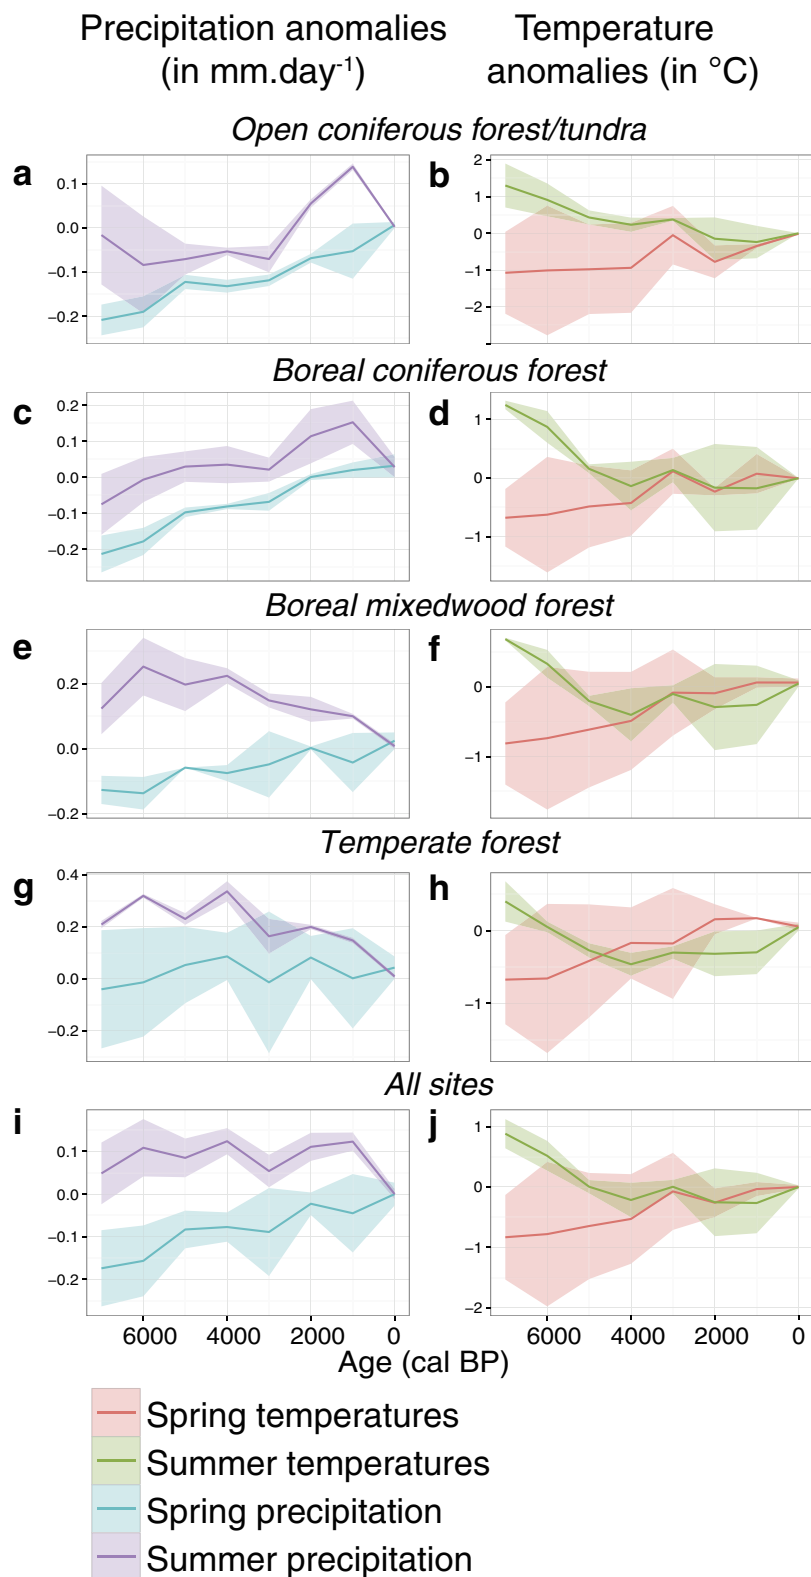 Precipitation anomalies
(in mm.day-1)
Temperature
anomalies (in °C)
Open coniferous forest/tundra
a
0.1
0.0
−0.1
−0.2
b
2
1
0
−1
−2
Boreal coniferous forest
c
0.2
0.1
0.0
−0.1
−0.2
d
1
0
−1
Boreal mixedwood forest
e
0.2
0.0
−0.2
f
0
−1
Temperate forest
g
0.4
0.2
0.0
−0.2
h
0
−1
All sites
i
0.1
0.0
−0.1
−0.2
j
1
0
−1
−2
6000 4000 2000 0
6000 4000 2000 0
Age (cal BP)
Spring temperatures
Summer temperatures
Spring precipitation
Summer precipitation